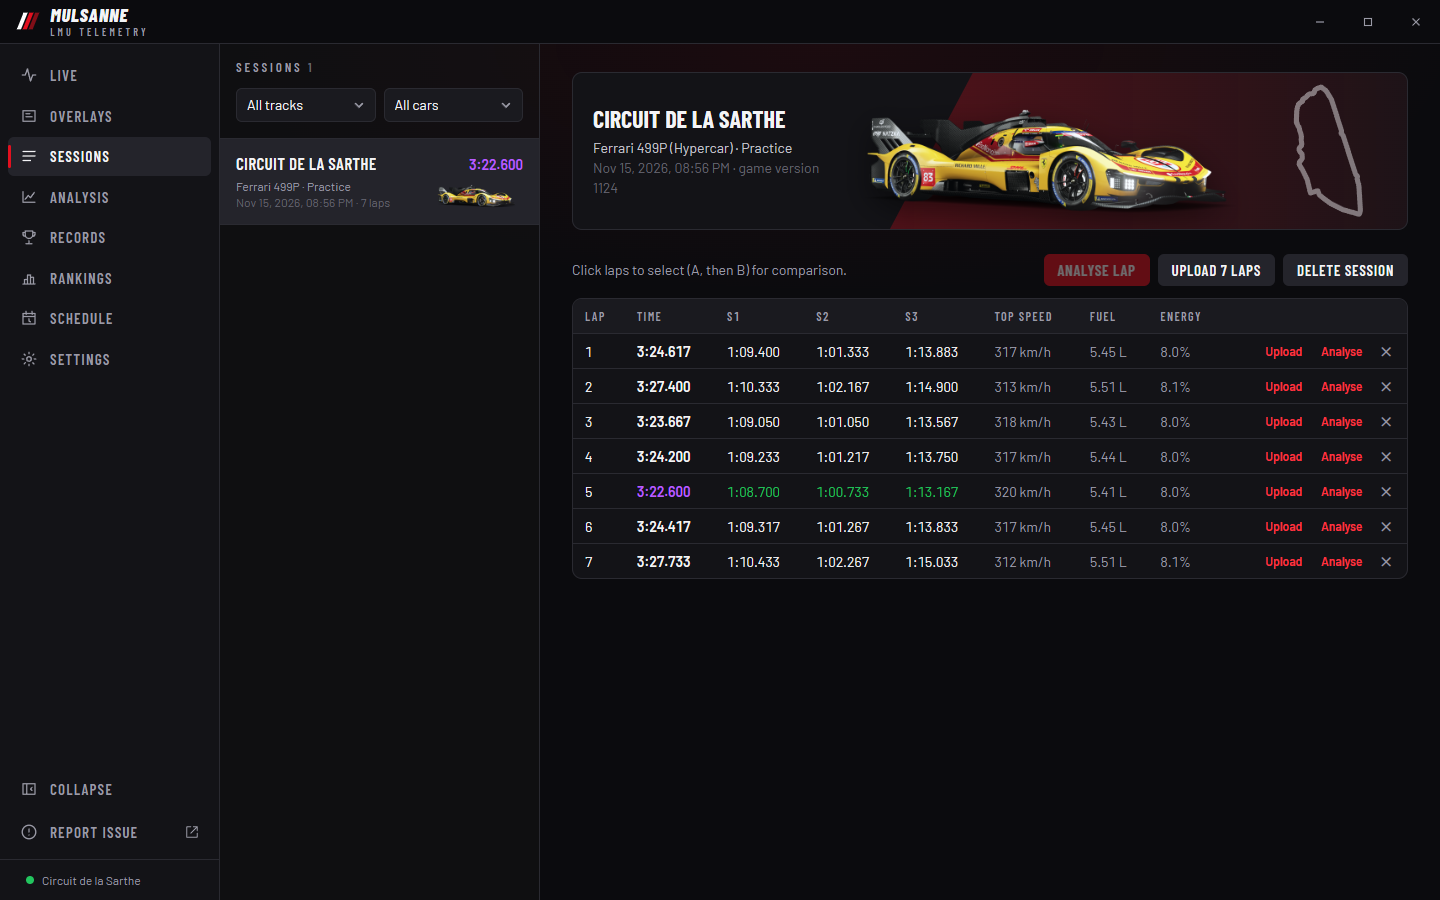 MULSANNE
LMU TELEMETRY
LIVE
OVERLAYS
SESSIONS
ANALYSIS
RECORDS
RANKINGS
SCHEDULE
SETTINGS
COLLAPSE
REPORT ISSUE
Circuit de la Sarthe
SESSIONS 1
All tracks
All cars
CIRCUIT DE LA SARTHE 3:22.600
Ferrari 499P · Practice
Nov 15, 2026, 08:56 PM · 7 laps
CIRCUIT DE LA SARTHE
Ferrari 499P (Hypercar) · Practice
Nov 15, 2026, 08:56 PM · game version
1124
RICHARD MILLE
83
Click laps to select (A, then B) for comparison.
ANALYSE LAP
UPLOAD 7 LAPS
DELETE SESSION
LAP TIME S1 S2 S3 TOP SPEED FUEL ENERGY
1 3:24.617 1:09.400 1:01.333 1:13.883 317 km/h 5.45 L 8.0% Upload Analyse ✕
2 3:27.400 1:10.333 1:02.167 1:14.900 313 km/h 5.51 L 8.1% Upload Analyse ✕
3 3:23.667 1:09.050 1:01.050 1:13.567 318 km/h 5.43 L 8.0% Upload Analyse ✕
4 3:24.200 1:09.233 1:01.217 1:13.750 317 km/h 5.44 L 8.0% Upload Analyse ✕
5 3:22.600 1:08.700 1:00.733 1:13.167 320 km/h 5.41 L 8.0% Upload Analyse ✕
6 3:24.417 1:09.317 1:01.267 1:13.833 317 km/h 5.45 L 8.0% Upload Analyse ✕
7 3:27.733 1:10.433 1:02.267 1:15.033 312 km/h 5.51 L 8.1% Upload Analyse ✕